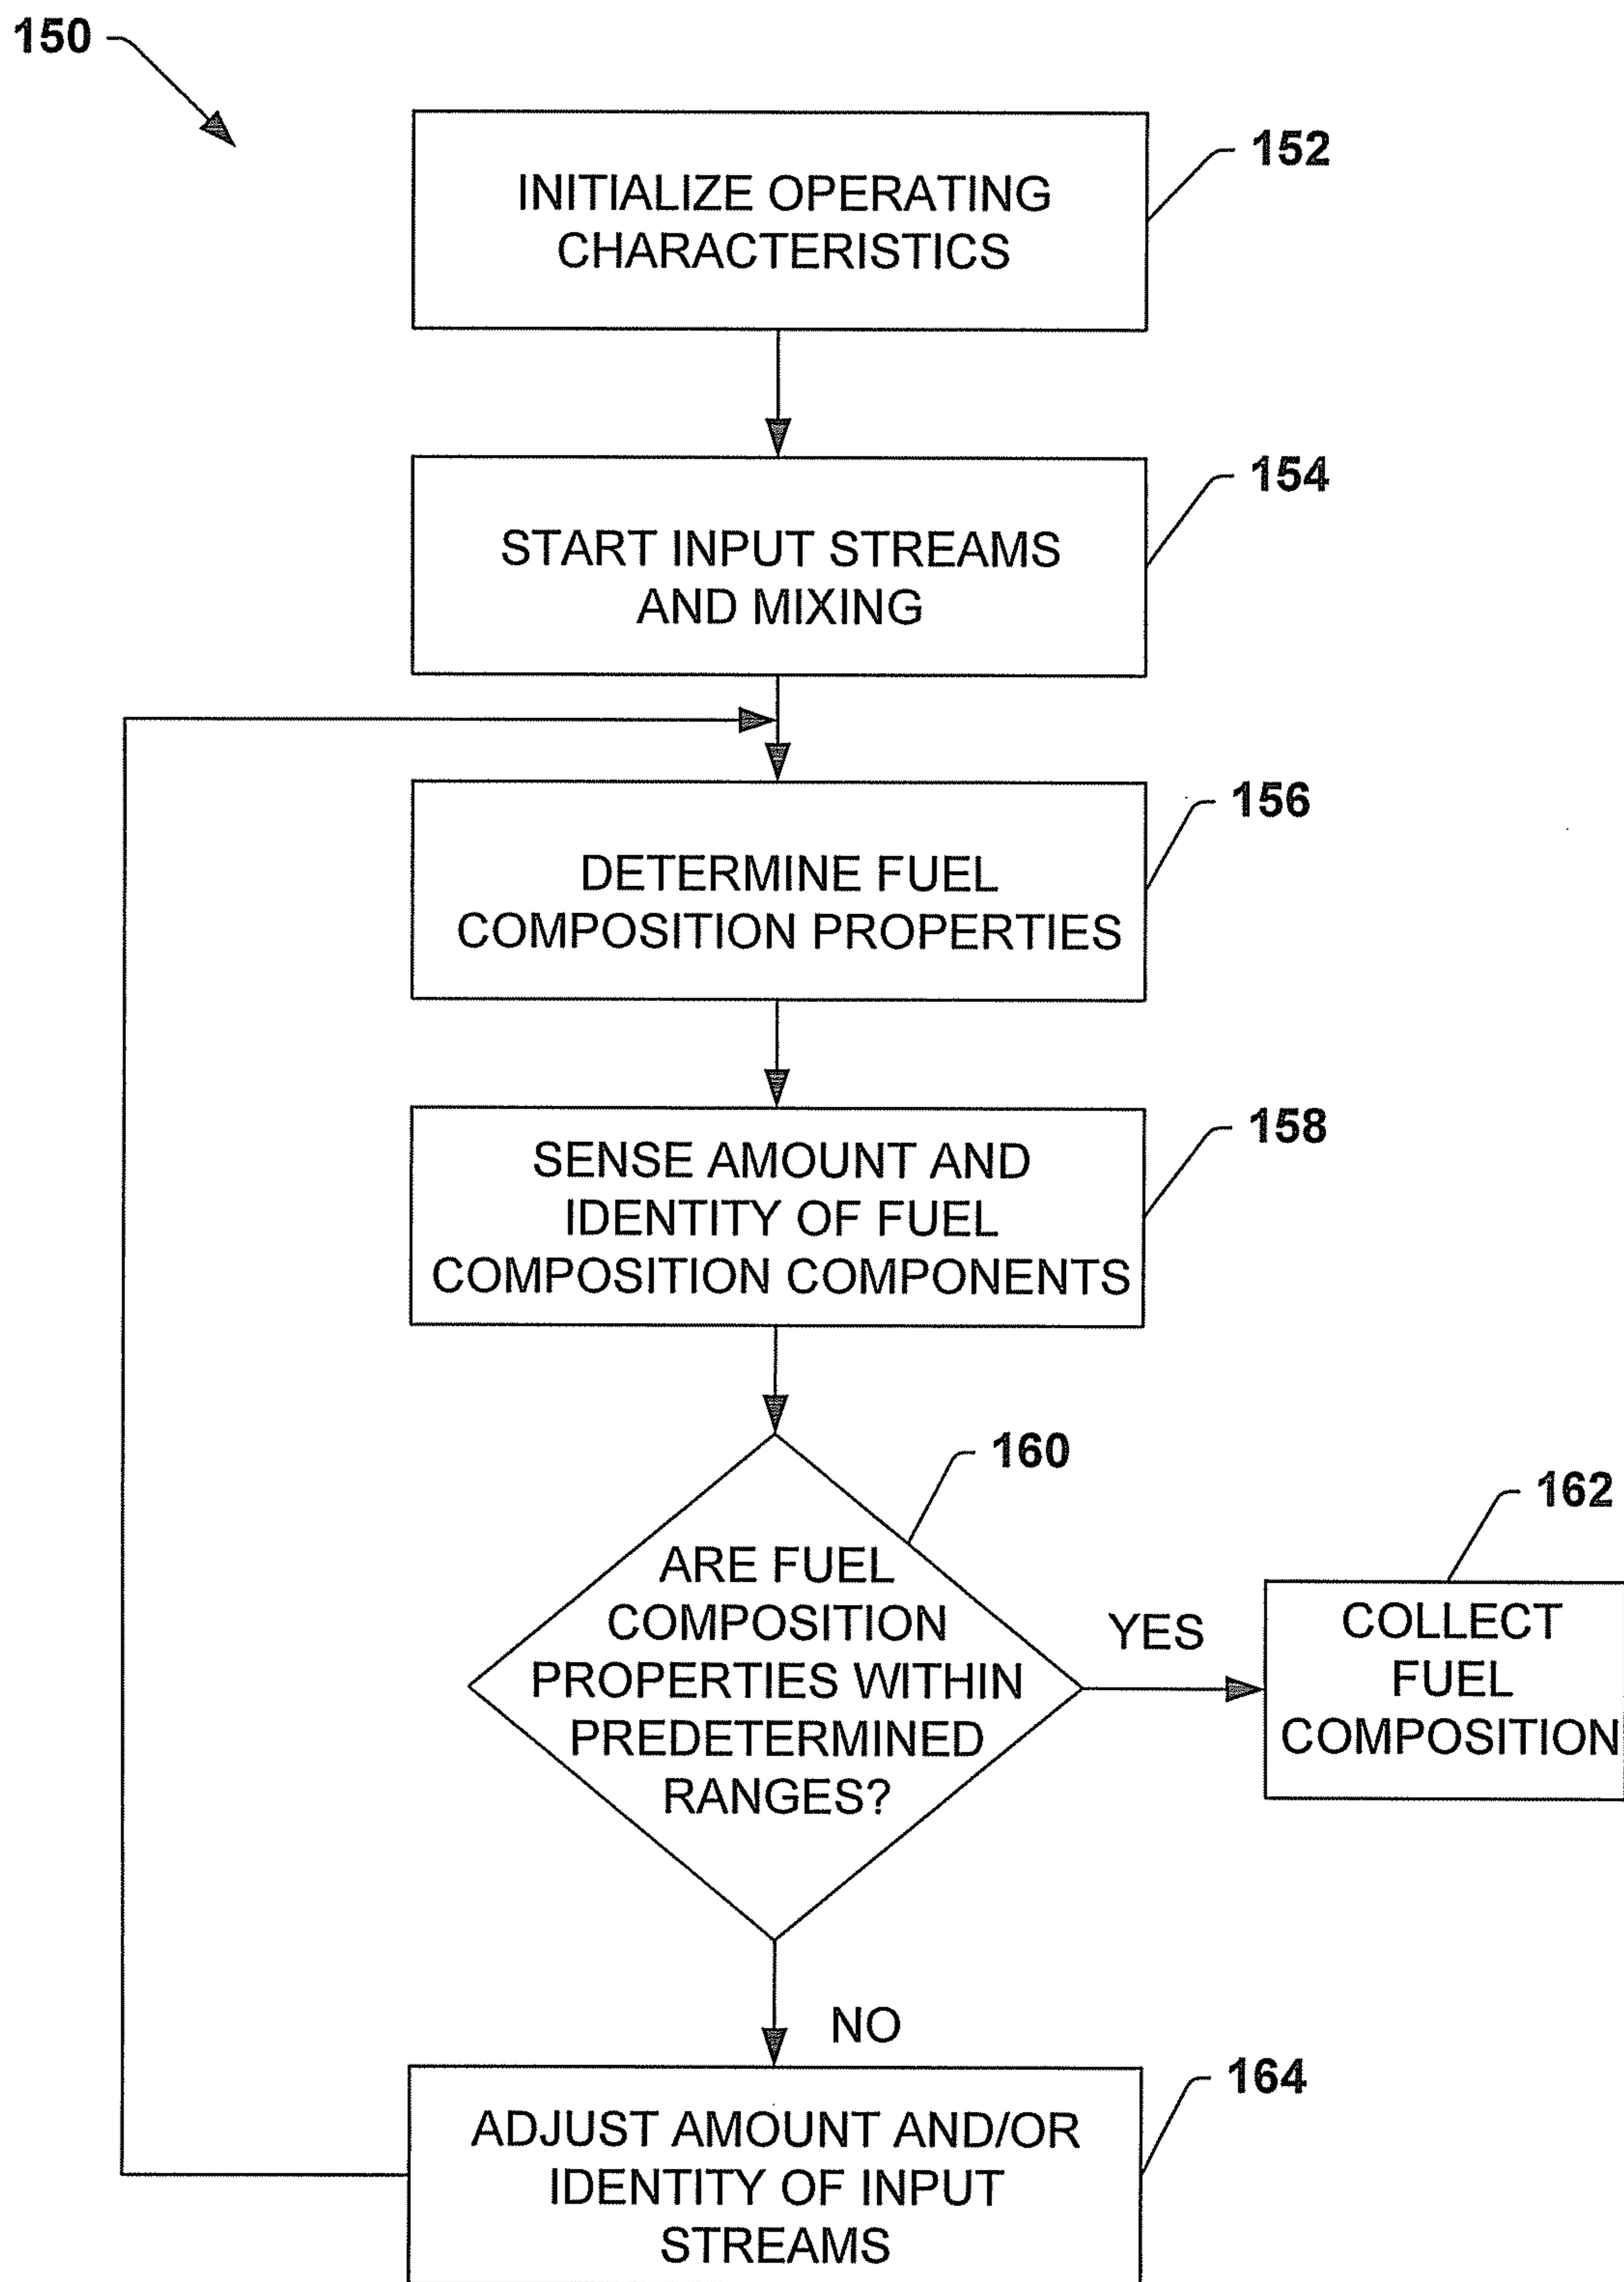 150
INITIALIZE OPERATING
CHARACTERISTICS
152
START INPUT STREAMS
AND MIXING
154
DETERMINE FUEL
COMPOSITION PROPERTIES
156
SENSE AMOUNT AND
IDENTITY OF FUEL
COMPOSITION COMPONENTS
158
ARE FUEL
COMPOSITION
PROPERTIES WITHIN
PREDETERMINED
RANGES?
160
YES
COLLECT
FUEL
COMPOSITION
162
NO
ADJUST AMOUNT AND/OR
IDENTITY OF INPUT
STREAMS
164